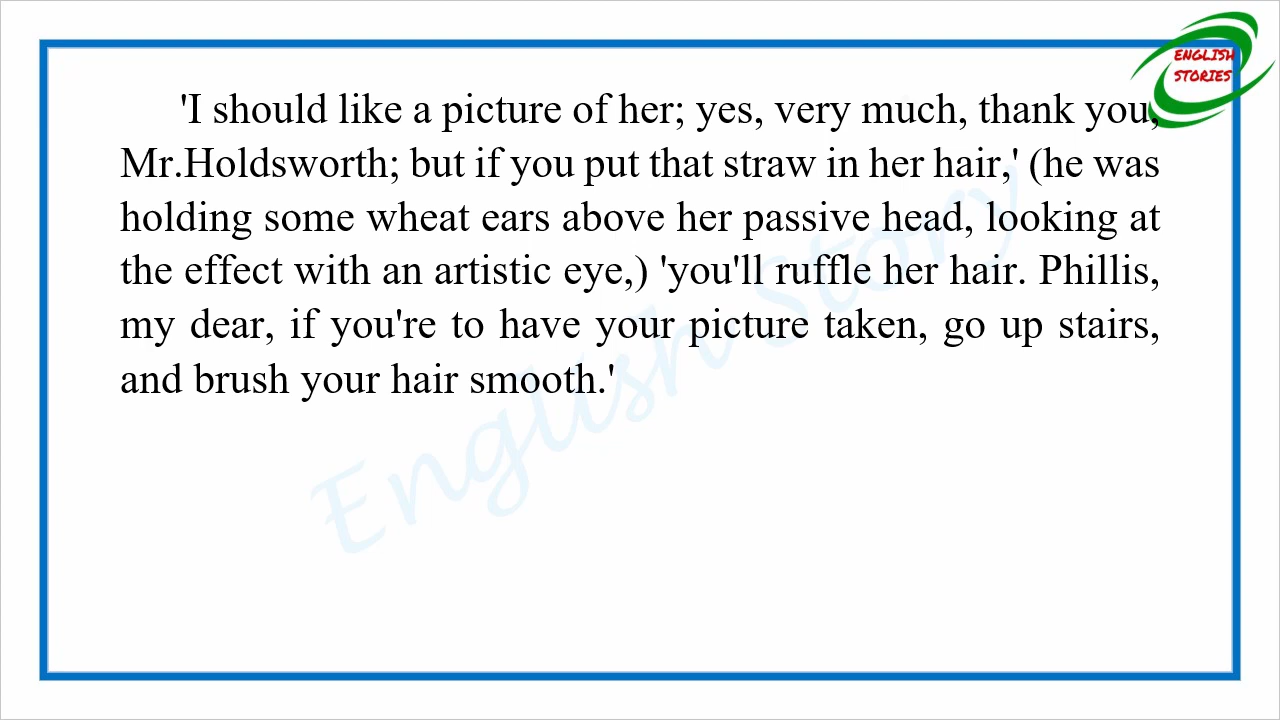 ENGLISH
STORIES
'I should like a picture of her; yes, very much, thank you,
Mr.Holdsworth; but if you put that straw in her hair,' (he was
holding some wheat ears above her passive head, looking at
the effect with an artistic eye,) 'you'll ruffle her hair. Phillis,
my dear, if you're to have your picture taken, go up stairs,
and brush your hair smooth.'
English Story